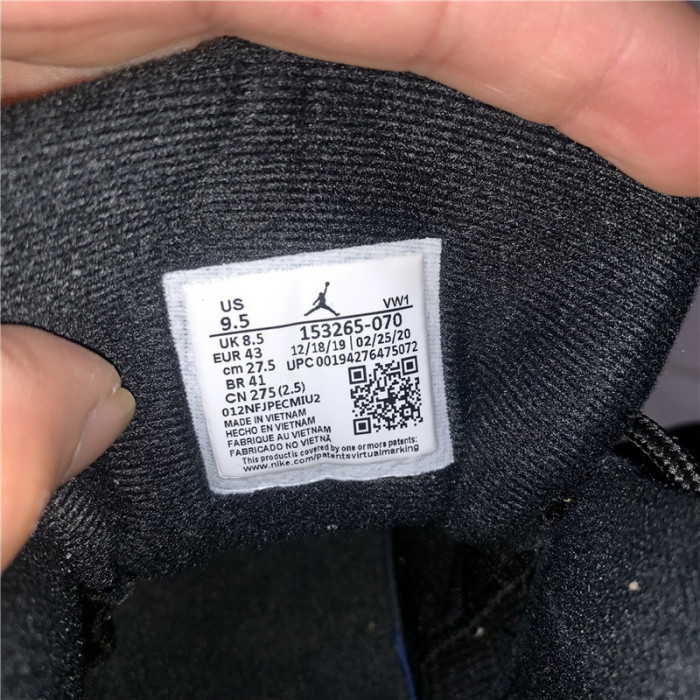 US
9.5
VW1
UK 8.5
153265-070
EUR 43
12/18/19 | 02/25/20
cm 27.5
UPC 00194276475072
BR 41
CN 275 (2.5)
012NFJPECMIU2
MADE IN VIETNAM
HECHO EN VIETNAM
FABRIQUE AU VIETNAM
FABRICADO NO VIETNÃ
This product is covered by one or more patents:
www.nike.com/patentsvirtualmarking